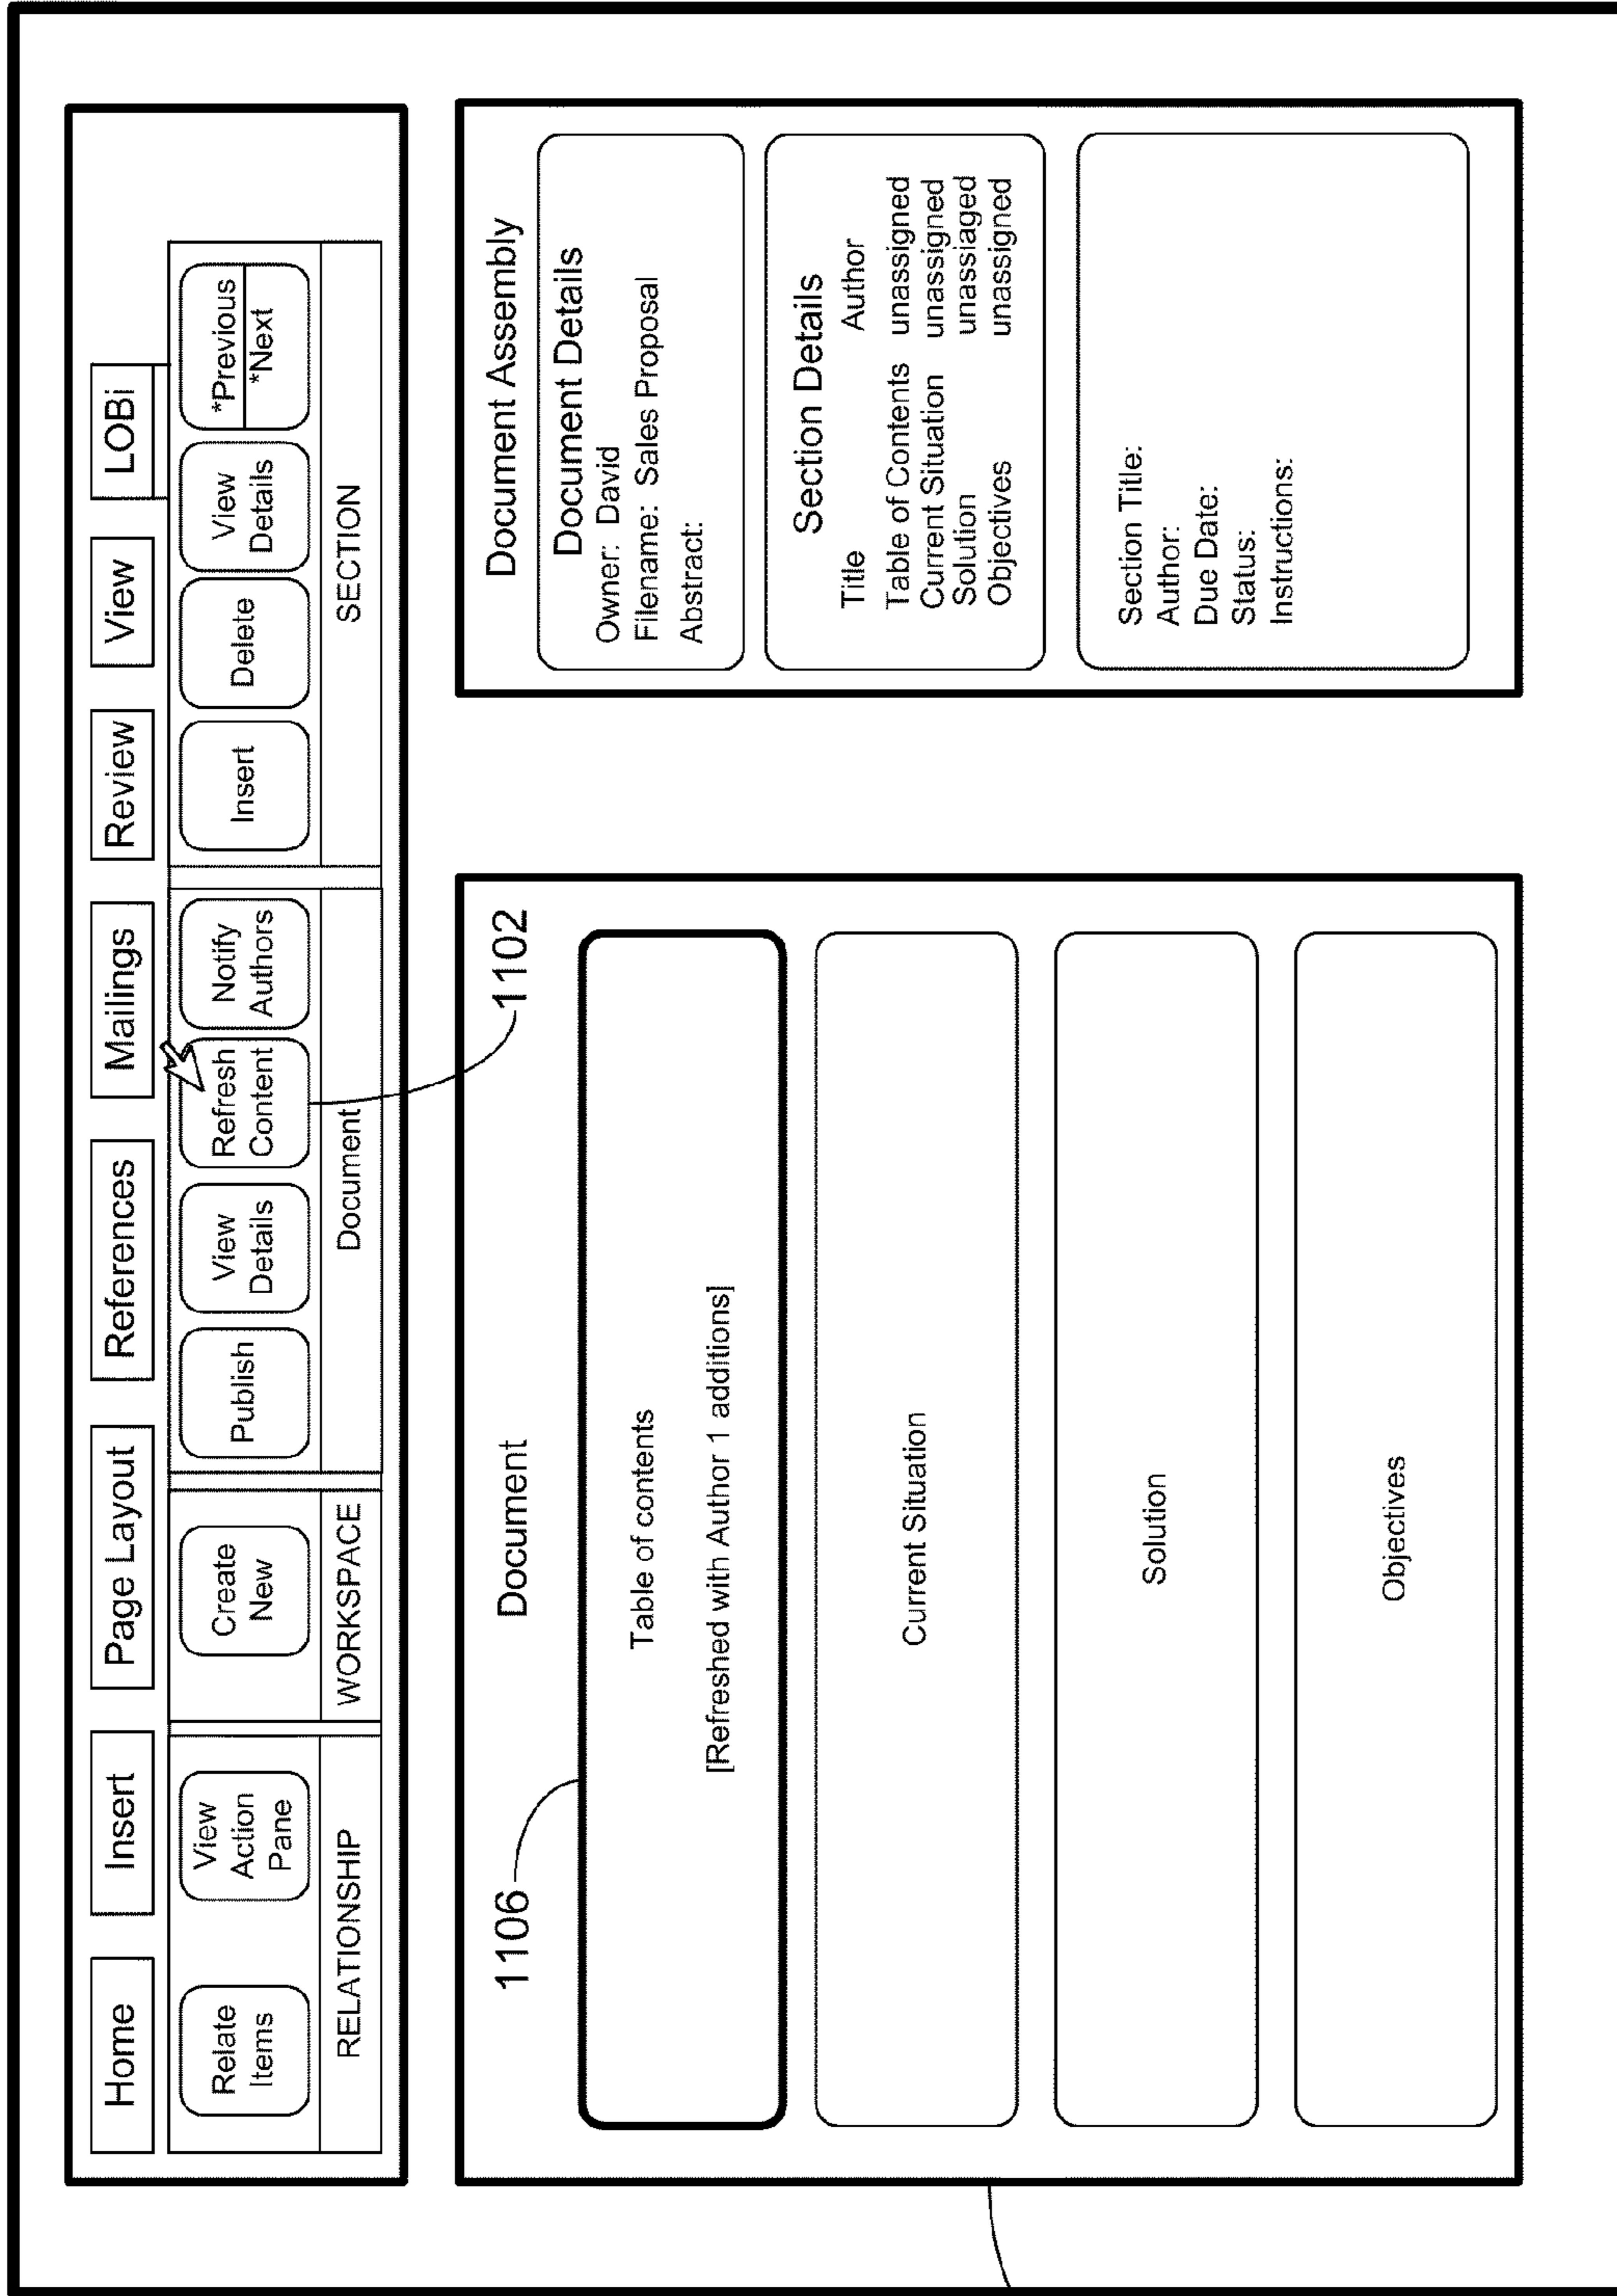 Home
Insert
Page Layout
References
Mailings
Review
View
LOBi
Relate
Items
View
Action
Pane
RELATIONSHIP
Create
New
WORKSPACE
Publish
View
Details
Refresh
Content
Notify
Authors
Document
Insert
Delete
View
Details
*Previous
*Next
SECTION
1106
Document
1102
Table of contents
[Refreshed with Author 1 additions]
Current Situation
Solution
Objectives
Document Assembly
Document Details
Owner: David
Filename: Sales Proposal
Abstract:
Section Details
Title Author
Table of Contents unassigned
Current Situation unassigned
Solution unassiaged
Objectives unassigned
Section Title:
Author:
Due Date:
Status:
Instructions: